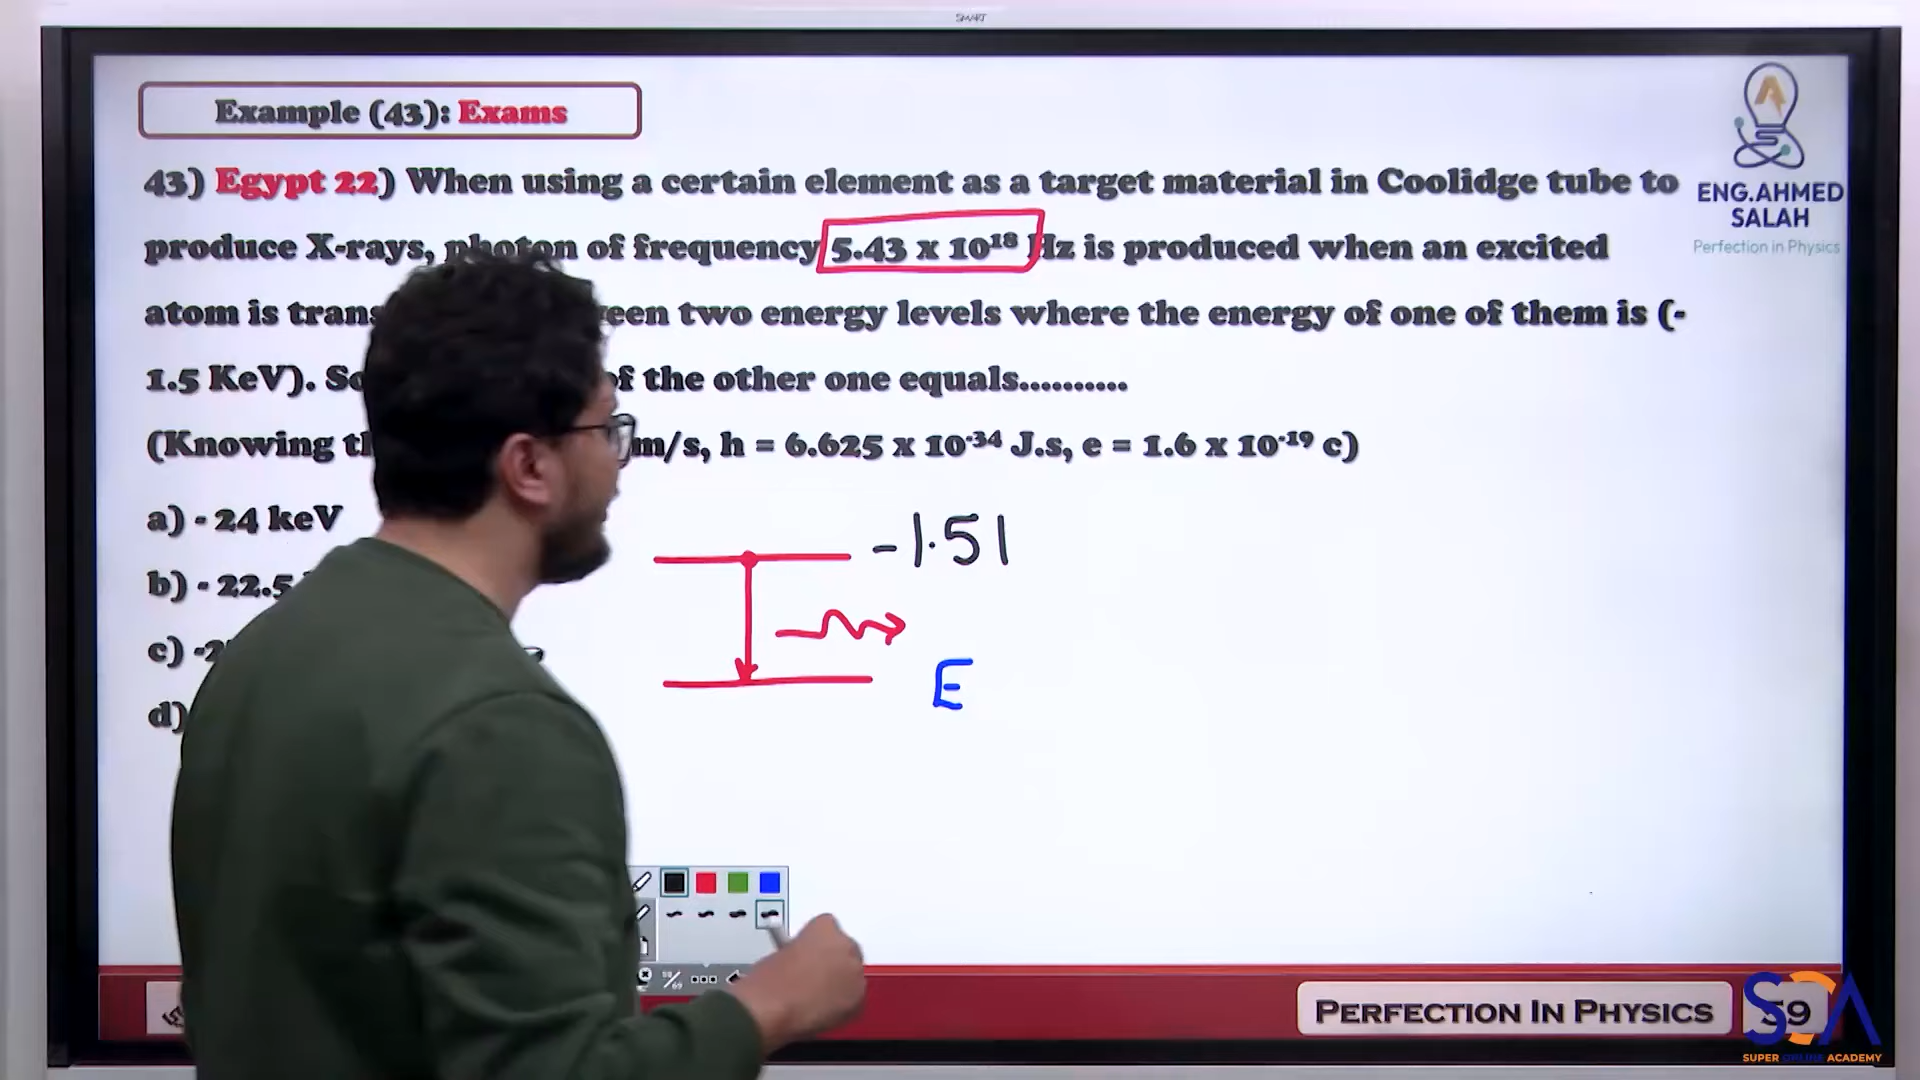 SMART
Example (43): Exams
43) Egypt 22) When using a certain element as a target material in Coolidge tube to
produce X-rays, photon of frequency 5.43 x 10¹⁸ Hz is produced when an excited
atom is two energy levels where the energy of one of them is (-
1.5 KeV). of the other one equals..........
(Knowing m/s, h = 6.625 x 10⁻³⁴ J.s, e = 1.6 x 10⁻¹⁹ c)
a) - 24 keV
b) - 22.5
c)
d)
-1.51
E
A
ENG.AHMED
SALAH
Perfection in Physics
58/69
PERFECTION IN PHYSICS
59
SOA
SUPER ONLINE ACADEMY